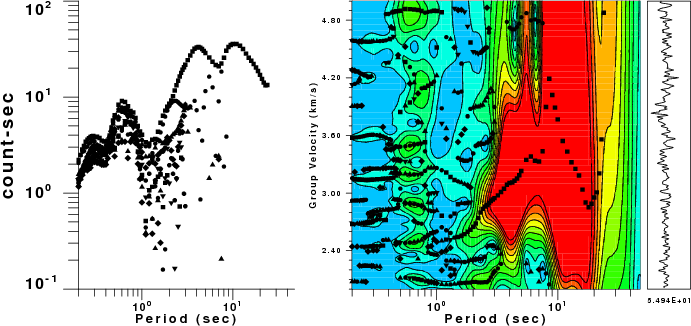 count-sec
10²
10¹
10⁰
10⁻¹
10⁰ 10¹
Period (sec)
Group Velocity (km/s)
4.80
4.20
3.60
3.00
2.40
10⁰ 10¹
Period (sec)
5.494E+01